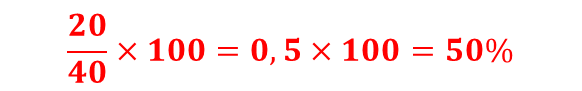 20/40 × 100 = 0,5 × 100 = 50%